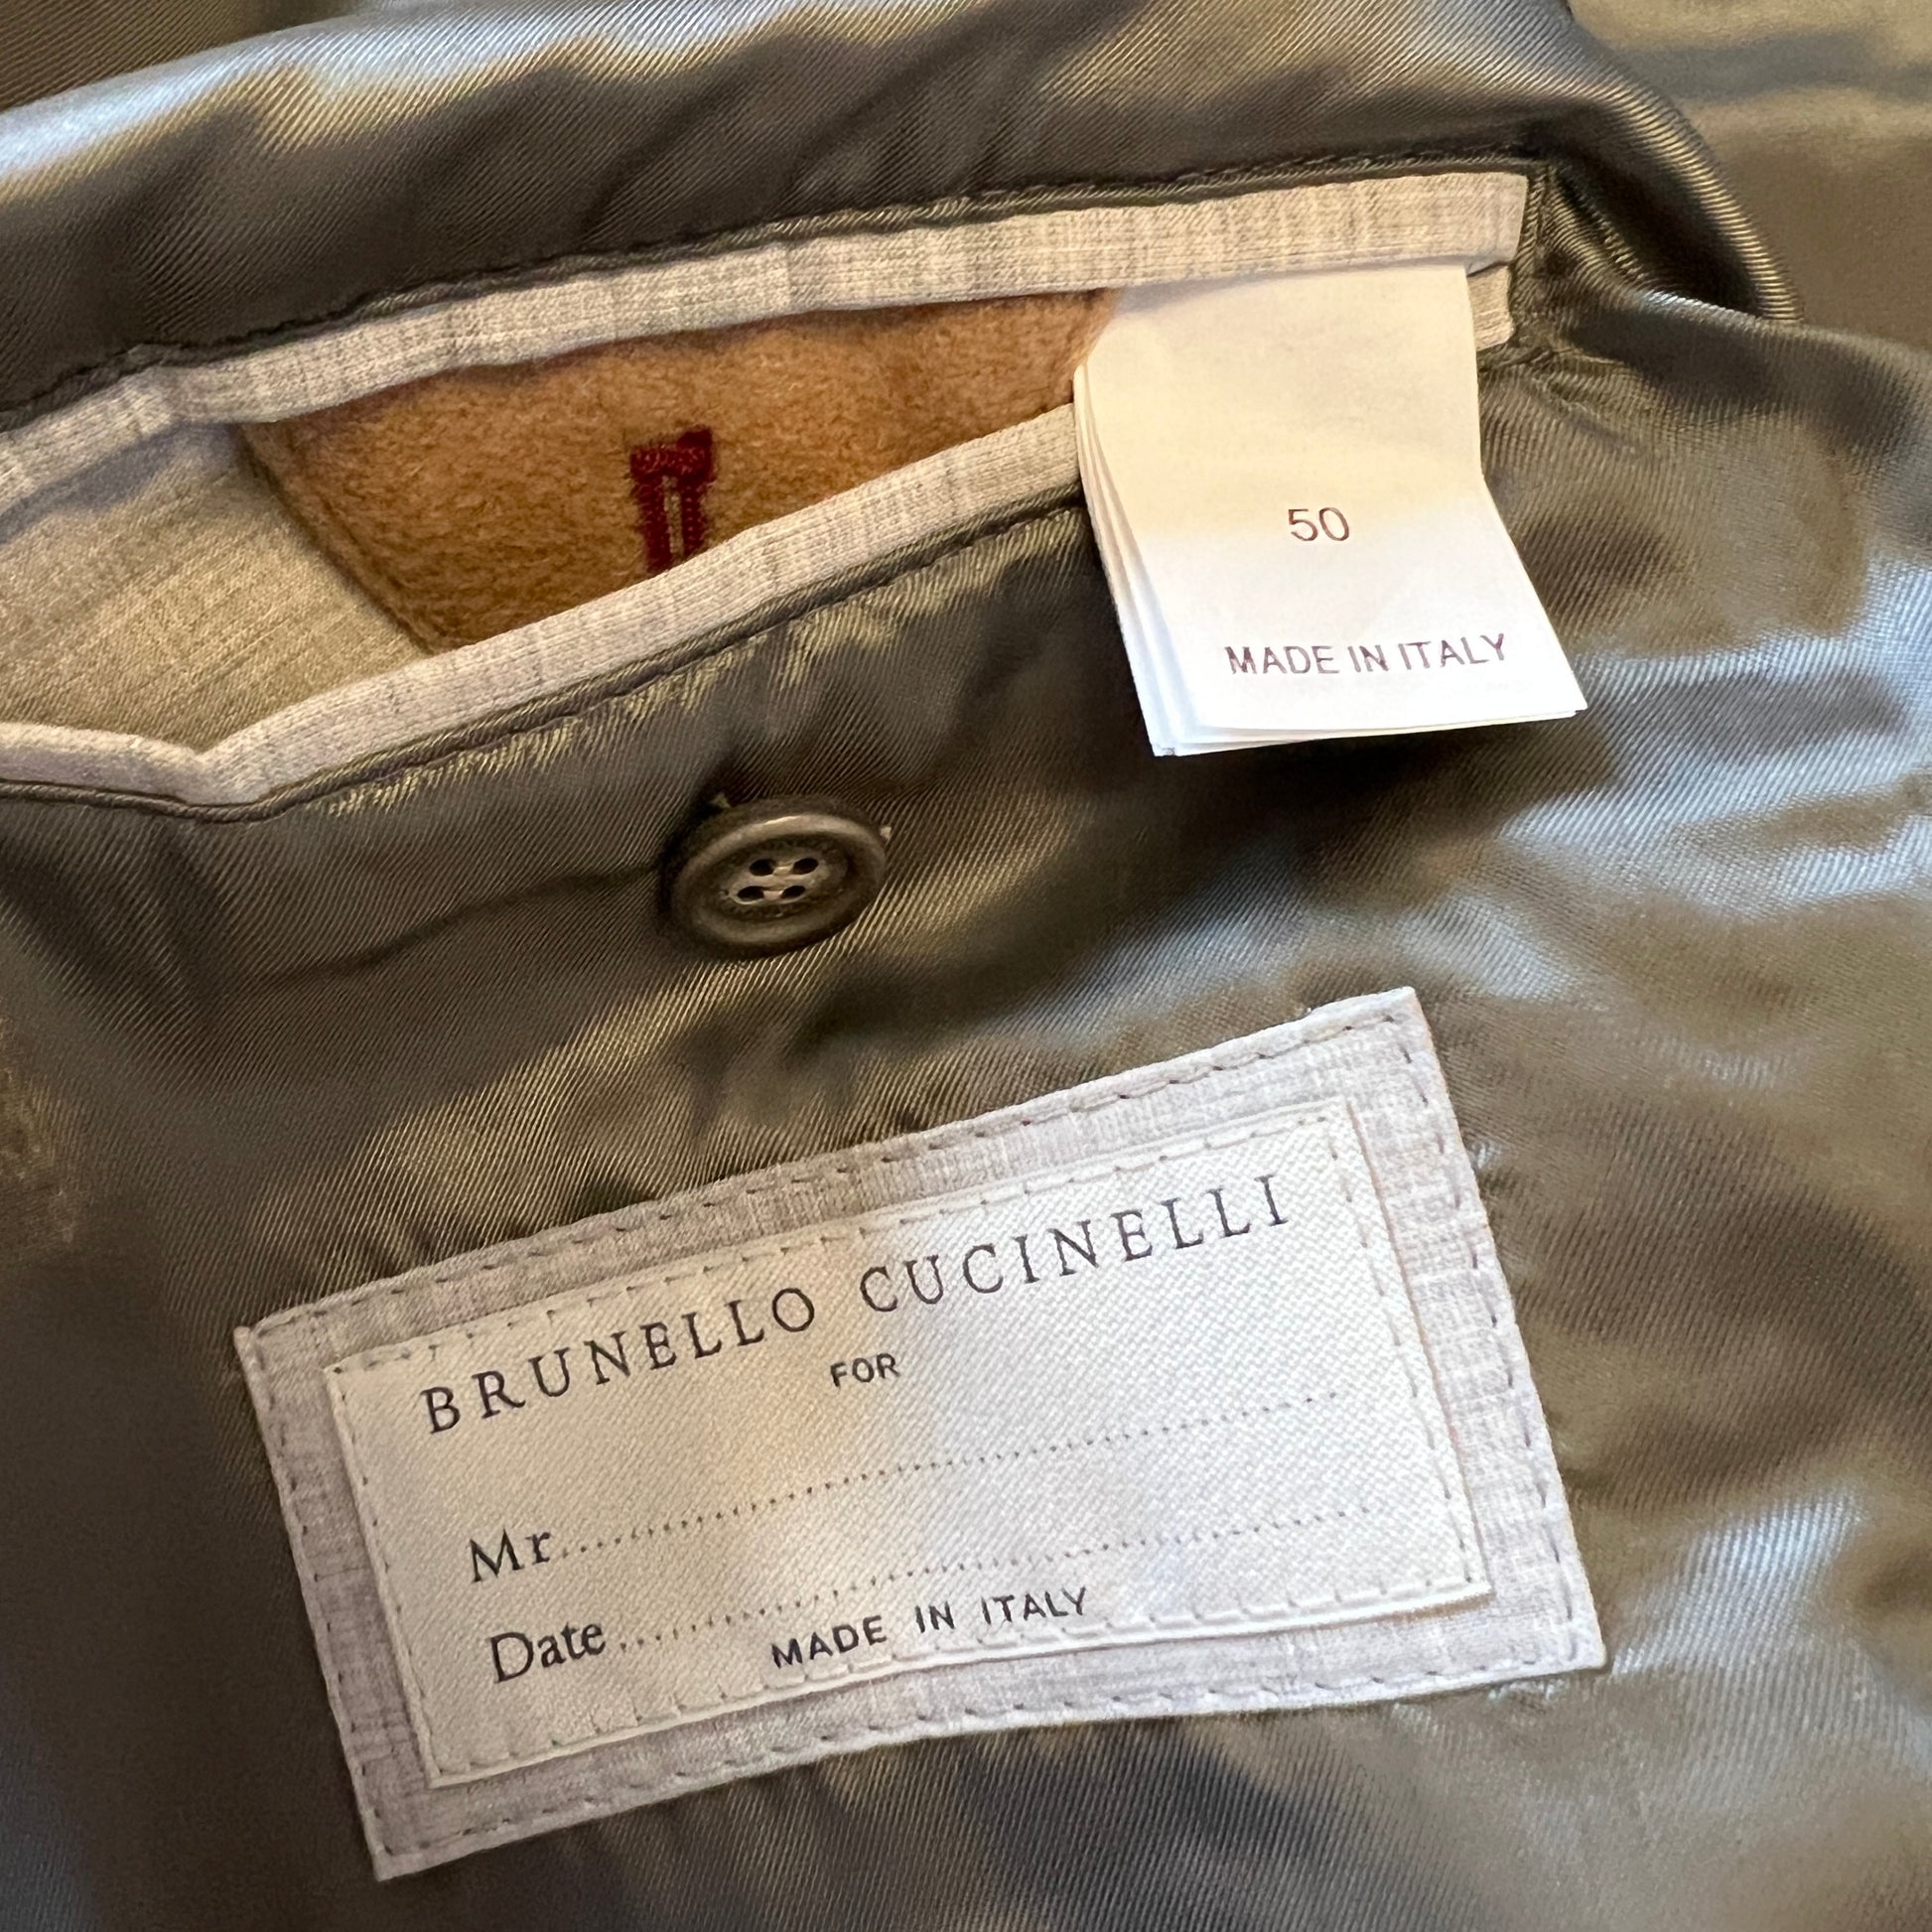 50
MADE IN ITALY
BRUNELLO CUCINELLI
FOR
Mr....................................................
Date....................................................
MADE IN ITALY